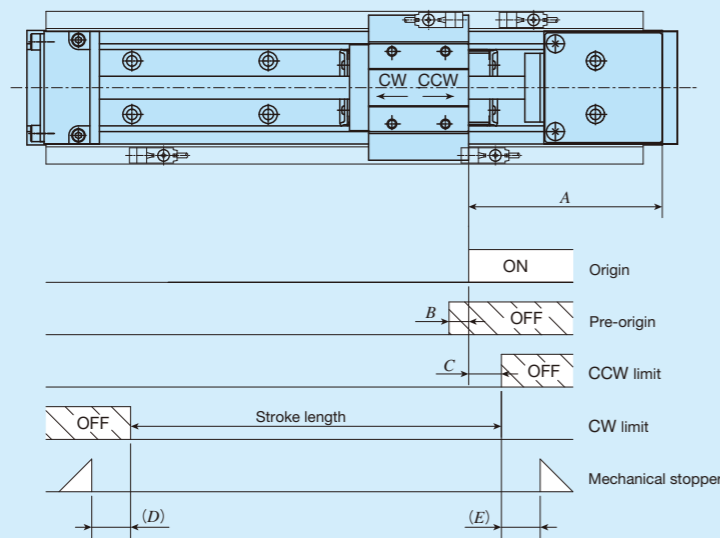 CW CCW
A
ON
Origin
B
OFF
Pre-origin
C
OFF
CCW limit
OFF
Stroke length
CW limit
Mechanical stopper
(D)
(E)